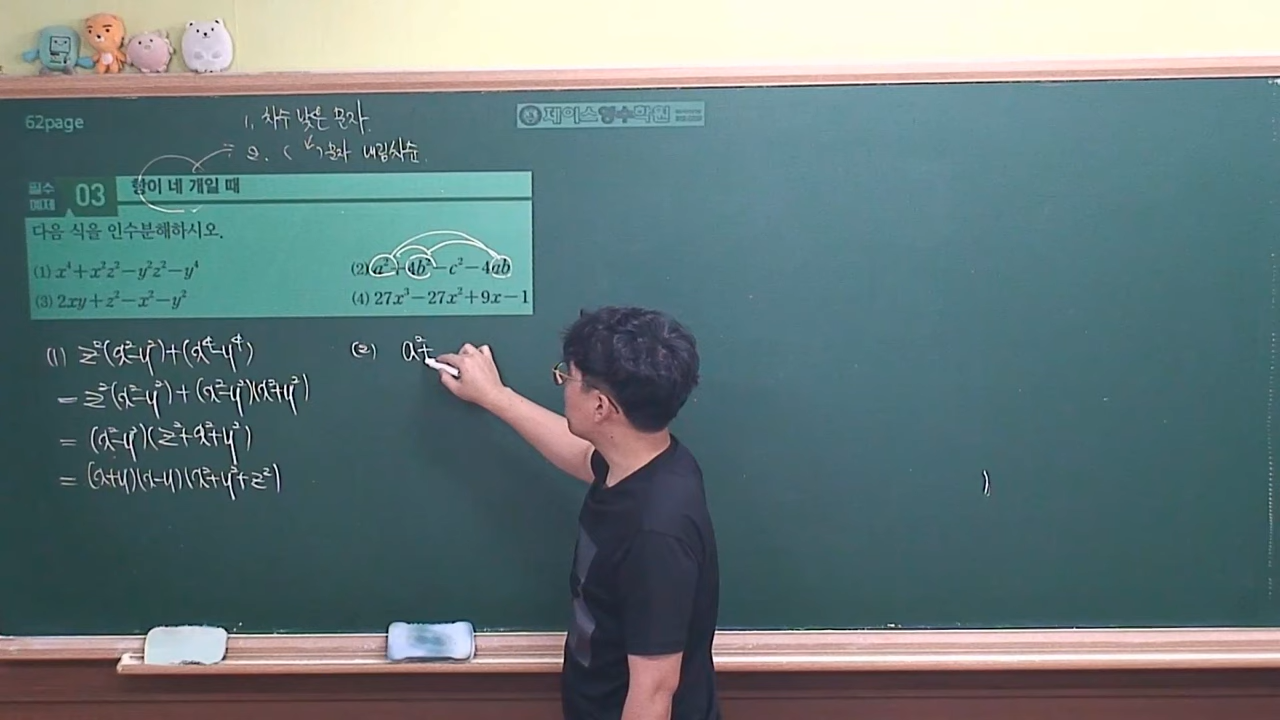 62page
1. 차수 낮은 문자.
제이스영수학원
2. ( ) 문자 내림차순.
필수 예제 03 항이 네 개일 때
다음 식을 인수분해하시오.
(1) x⁴+x²z²−y²z²−y⁴
(2) a²+4b²−c²−4ab
(3) 2xy+z²−x²−y²
(4) 27x³−27x²+9x−1
(1) z²(x²-y²)+(x⁴-y⁴)
(2) a²+
= z²(x²-y²)+(x²-y²)(x²+y²)
= (x²-y²)(z²+x²+y²)
= (x+y)(x-y)(x²+y²+z²)
)